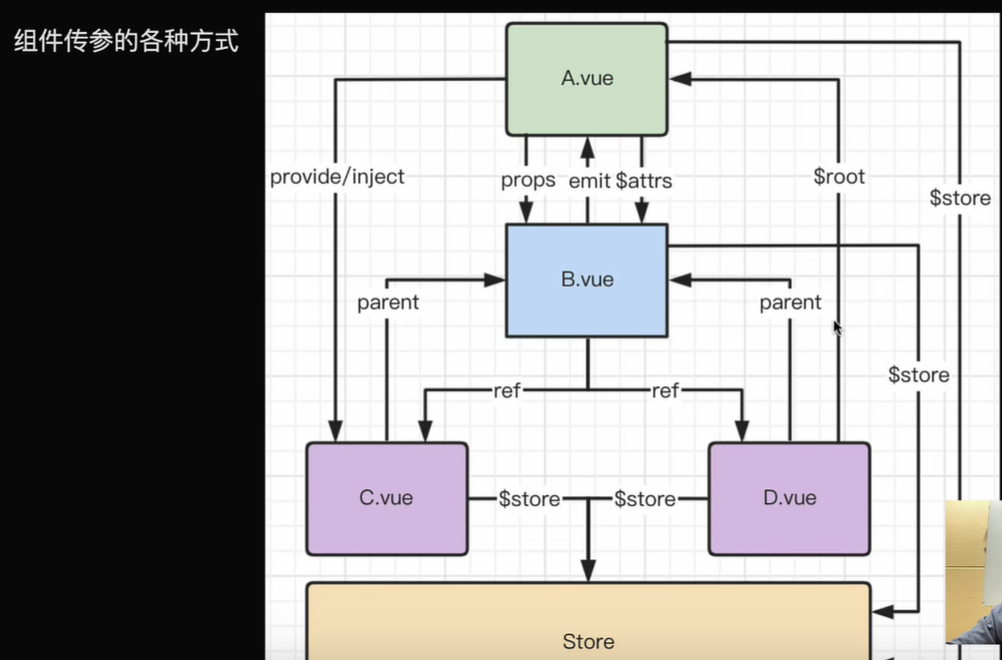 组件传参的各种方式
A.vue
provide/inject
props
emit
$attrs
$root
$store
B.vue
parent
parent
$store
ref
ref
C.vue
$store
$store
D.vue
Store